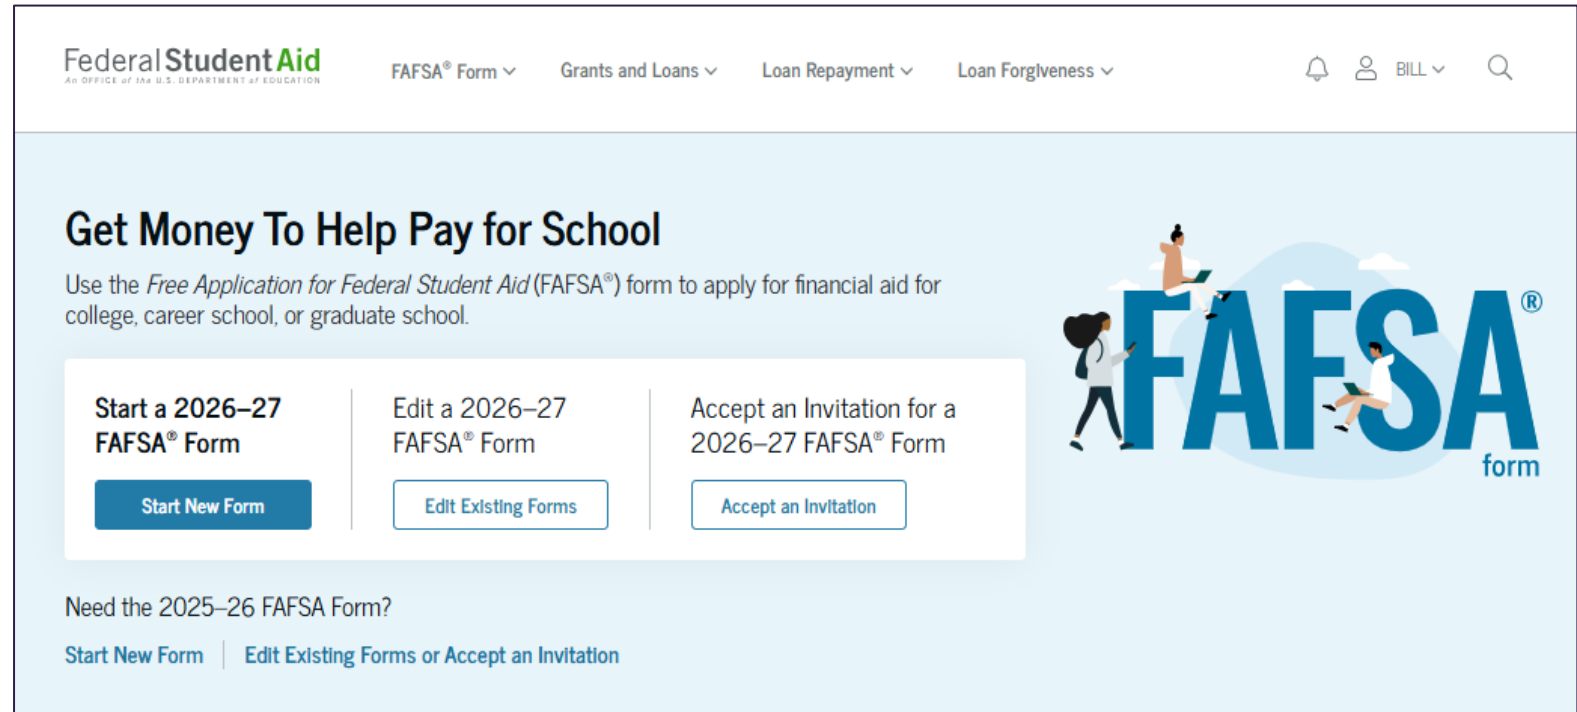 Federal Student Aid
An OFFICE of the U.S. DEPARTMENT of EDUCATION
FAFSA® Form
Grants and Loans
Loan Repayment
Loan Forgiveness
BILL
Get Money To Help Pay for School
Use the Free Application for Federal Student Aid (FAFSA®) form to apply for financial aid for
college, career school, or graduate school.
Start a 2026–27
FAFSA® Form
Start New Form
Edit a 2026–27
FAFSA® Form
Edit Existing Forms
Accept an Invitation for a
2026–27 FAFSA® Form
Accept an Invitation
FAFSA®
form
Need the 2025–26 FAFSA Form?
Start New Form
Edit Existing Forms or Accept an Invitation